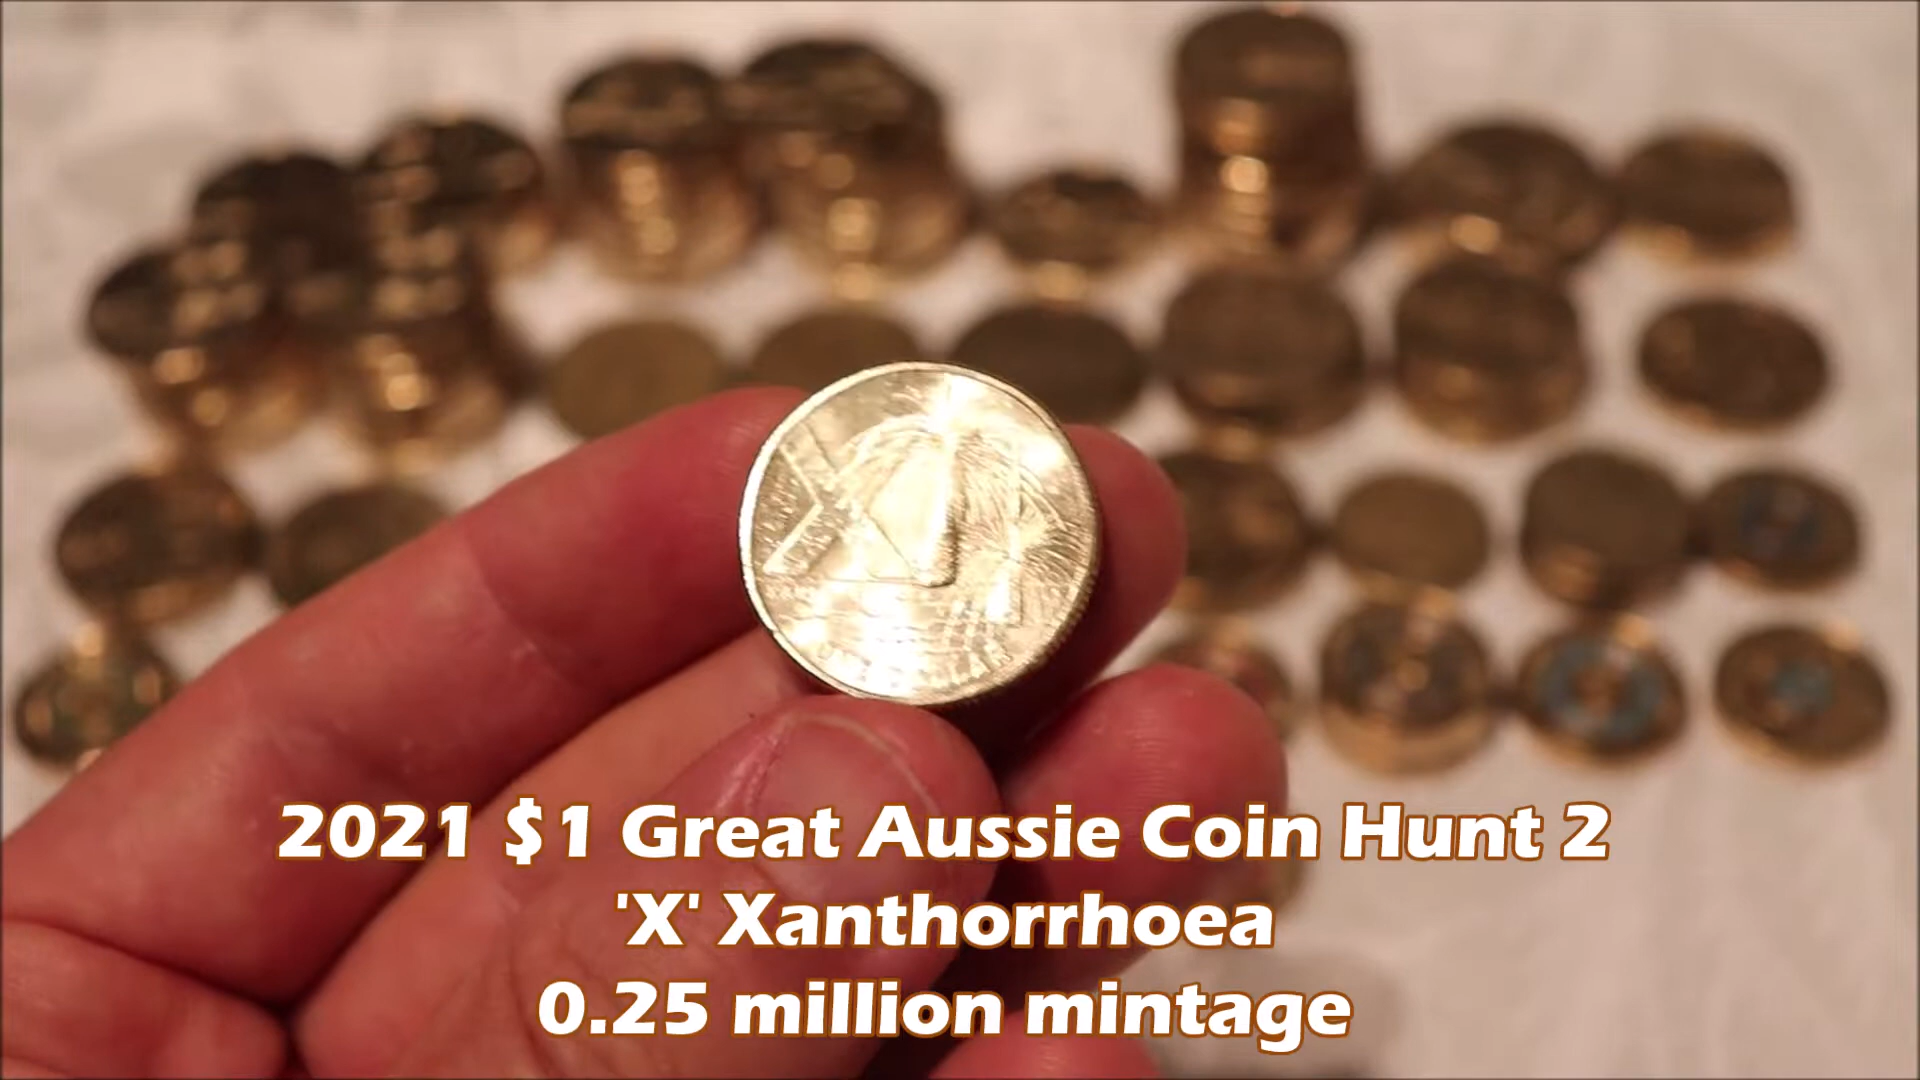 2021 $1 Great Aussie Coin Hunt 2
'X' Xanthorrhoea
0.25 million mintage